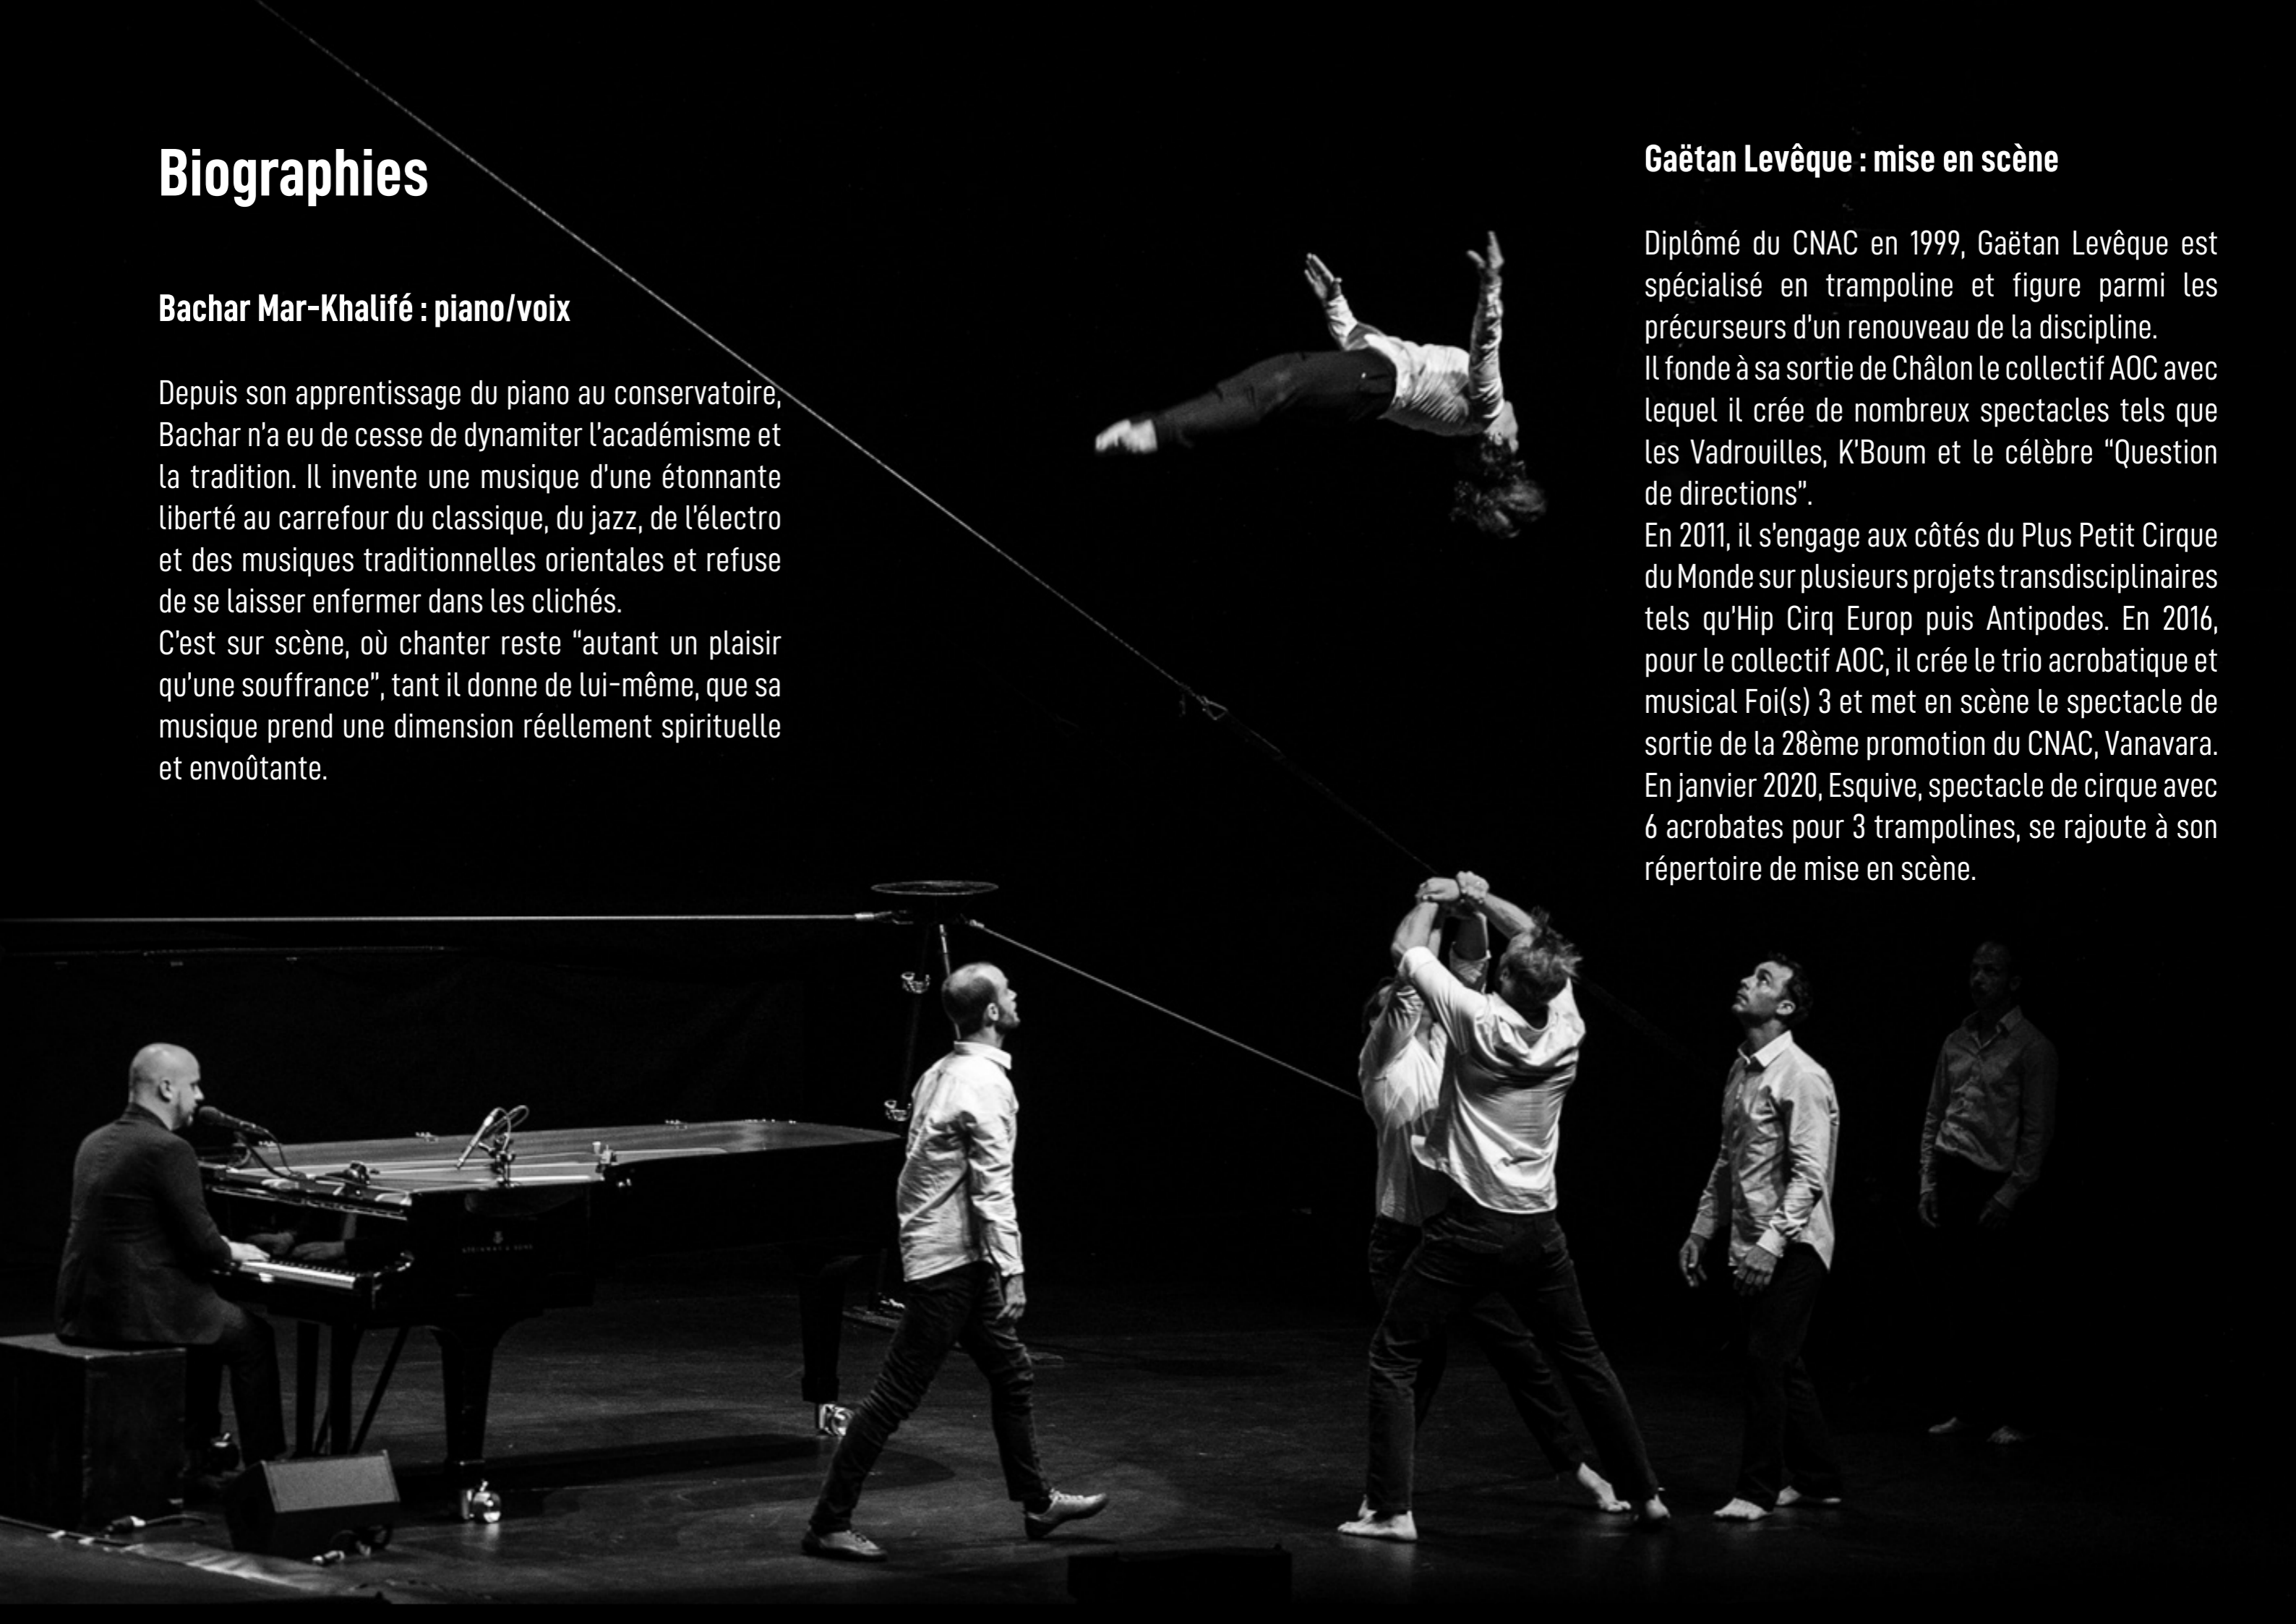 Biographies
Bachar Mar-Khalifé : piano/voix
Depuis son apprentissage du piano au conservatoire,
Bachar n'a eu de cesse de dynamiter l'académisme et
la tradition. Il invente une musique d'une étonnante
liberté au carrefour du classique, du jazz, de l'électro
et des musiques traditionnelles orientales et refuse
de se laisser enfermer dans les clichés.
C'est sur scène, où chanter reste “autant un plaisir
qu'une souffrance”, tant il donne de lui-même, que sa
musique prend une dimension réellement spirituelle
et envoûtante.
Gaëtan Levêque : mise en scène
Diplômé du CNAC en 1999, Gaëtan Levêque est
spécialisé en trampoline et figure parmi les
précurseurs d'un renouveau de la discipline.
Il fonde à sa sortie de Châlon le collectif AOC avec
lequel il crée de nombreux spectacles tels que
les Vadrouilles, K'Boum et le célèbre “Question
de directions”.
En 2011, il s'engage aux côtés du Plus Petit Cirque
du Monde sur plusieurs projets transdisciplinaires
tels qu'Hip Cirq Europ puis Antipodes. En 2016,
pour le collectif AOC, il crée le trio acrobatique et
musical Foi(s) 3 et met en scène le spectacle de
sortie de la 28ème promotion du CNAC, Vanavara.
En janvier 2020, Esquive, spectacle de cirque avec
6 acrobates pour 3 trampolines, se rajoute à son
répertoire de mise en scène.
STEINWAY & SONS